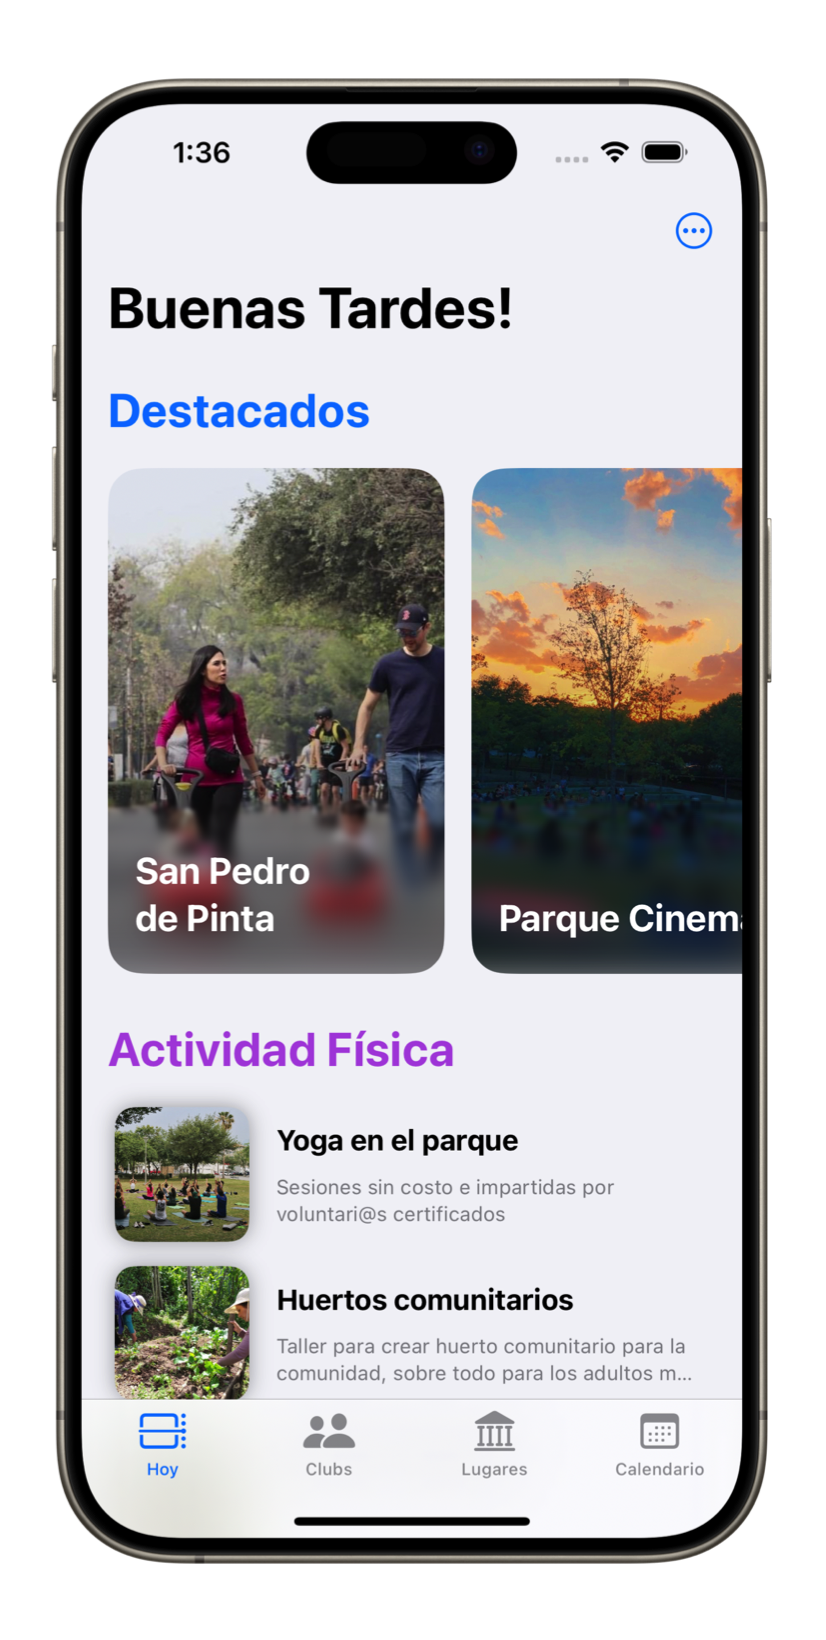 1:36
Buenas Tardes!
Destacados
San Pedro
de Pinta
Parque Cinem
Actividad Física
Yoga en el parque
Sesiones sin costo e impartidas por
voluntari@s certificados
Huertos comunitarios
Taller para crear huerto comunitario para la
comunidad, sobre todo para los adultos m...
Hoy
Clubs
Lugares
Calendario